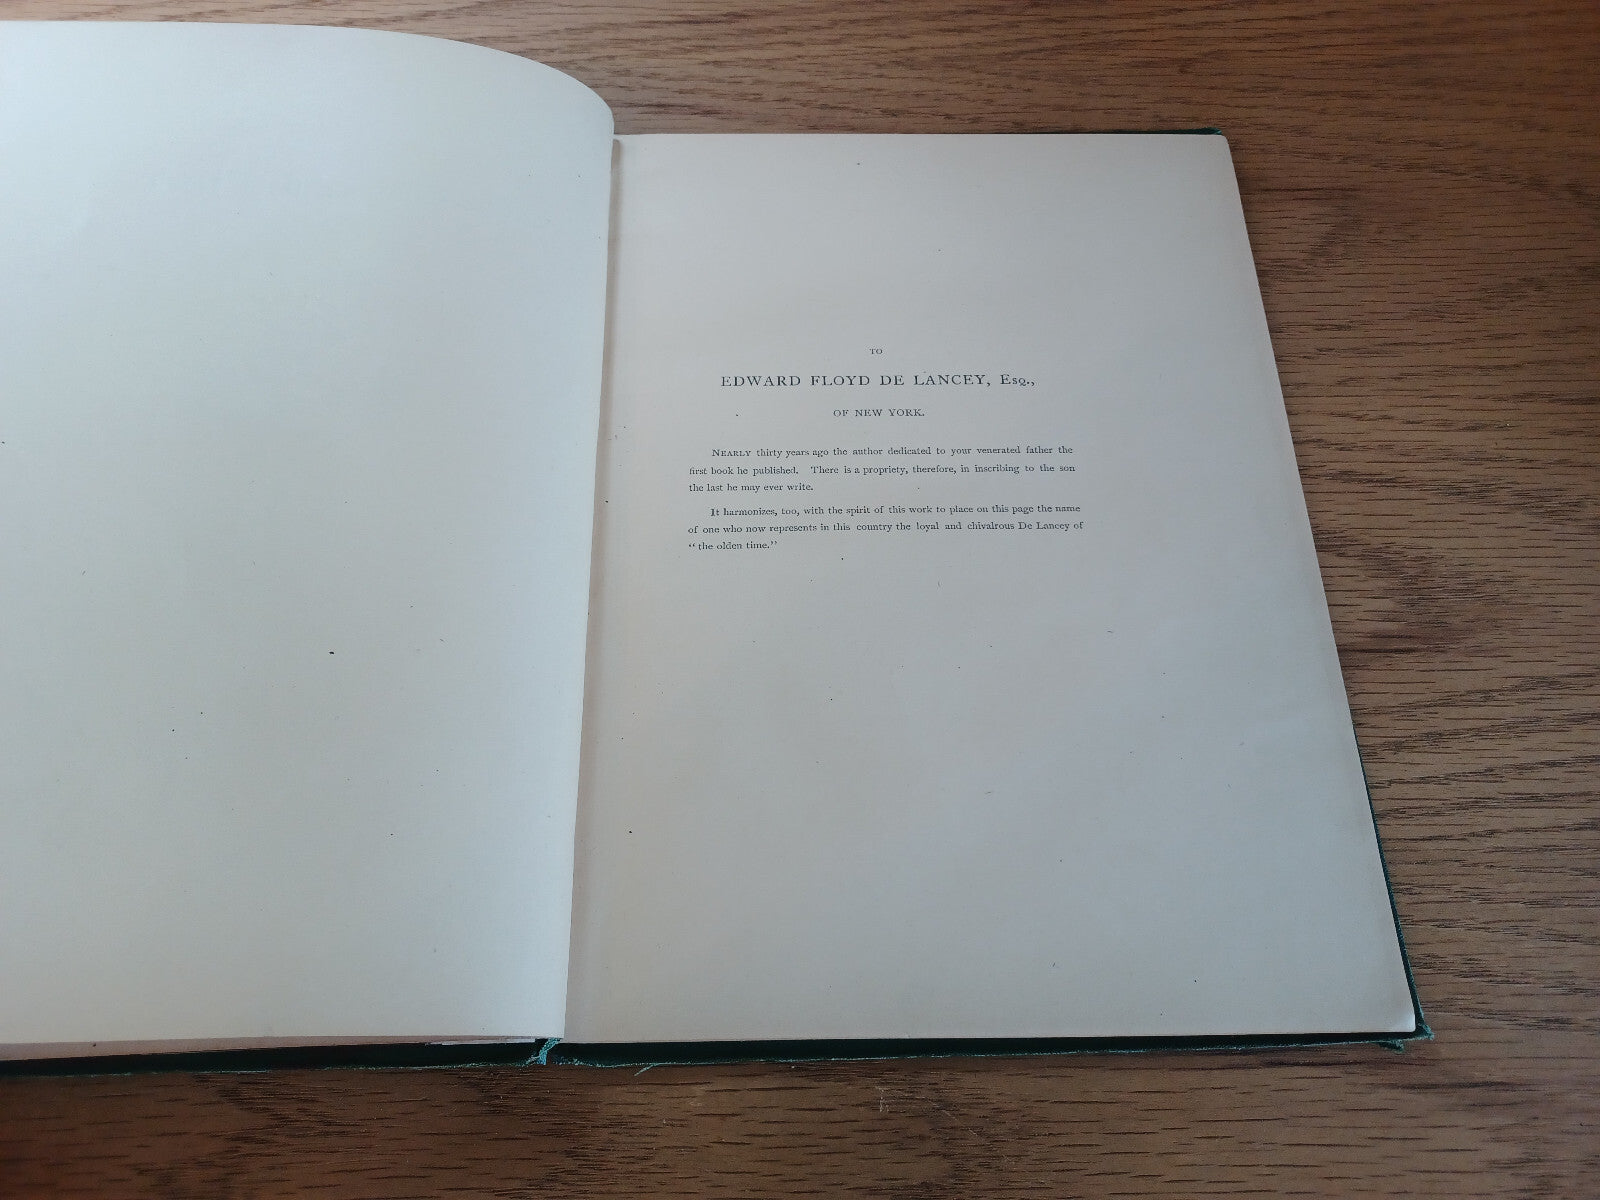 TO
EDWARD FLOYD DE LANCEY, Esq.,
OF NEW YORK.
Nearly thirty years ago the author dedicated to your venerated father the
first book he published. There is a propriety, therefore, in inscribing to the son
the last he may ever write.
It harmonizes, too, with the spirit of this work to place on this page the name
of one who now represents in this country the loyal and chivalrous De Lancey of
“the olden time.”